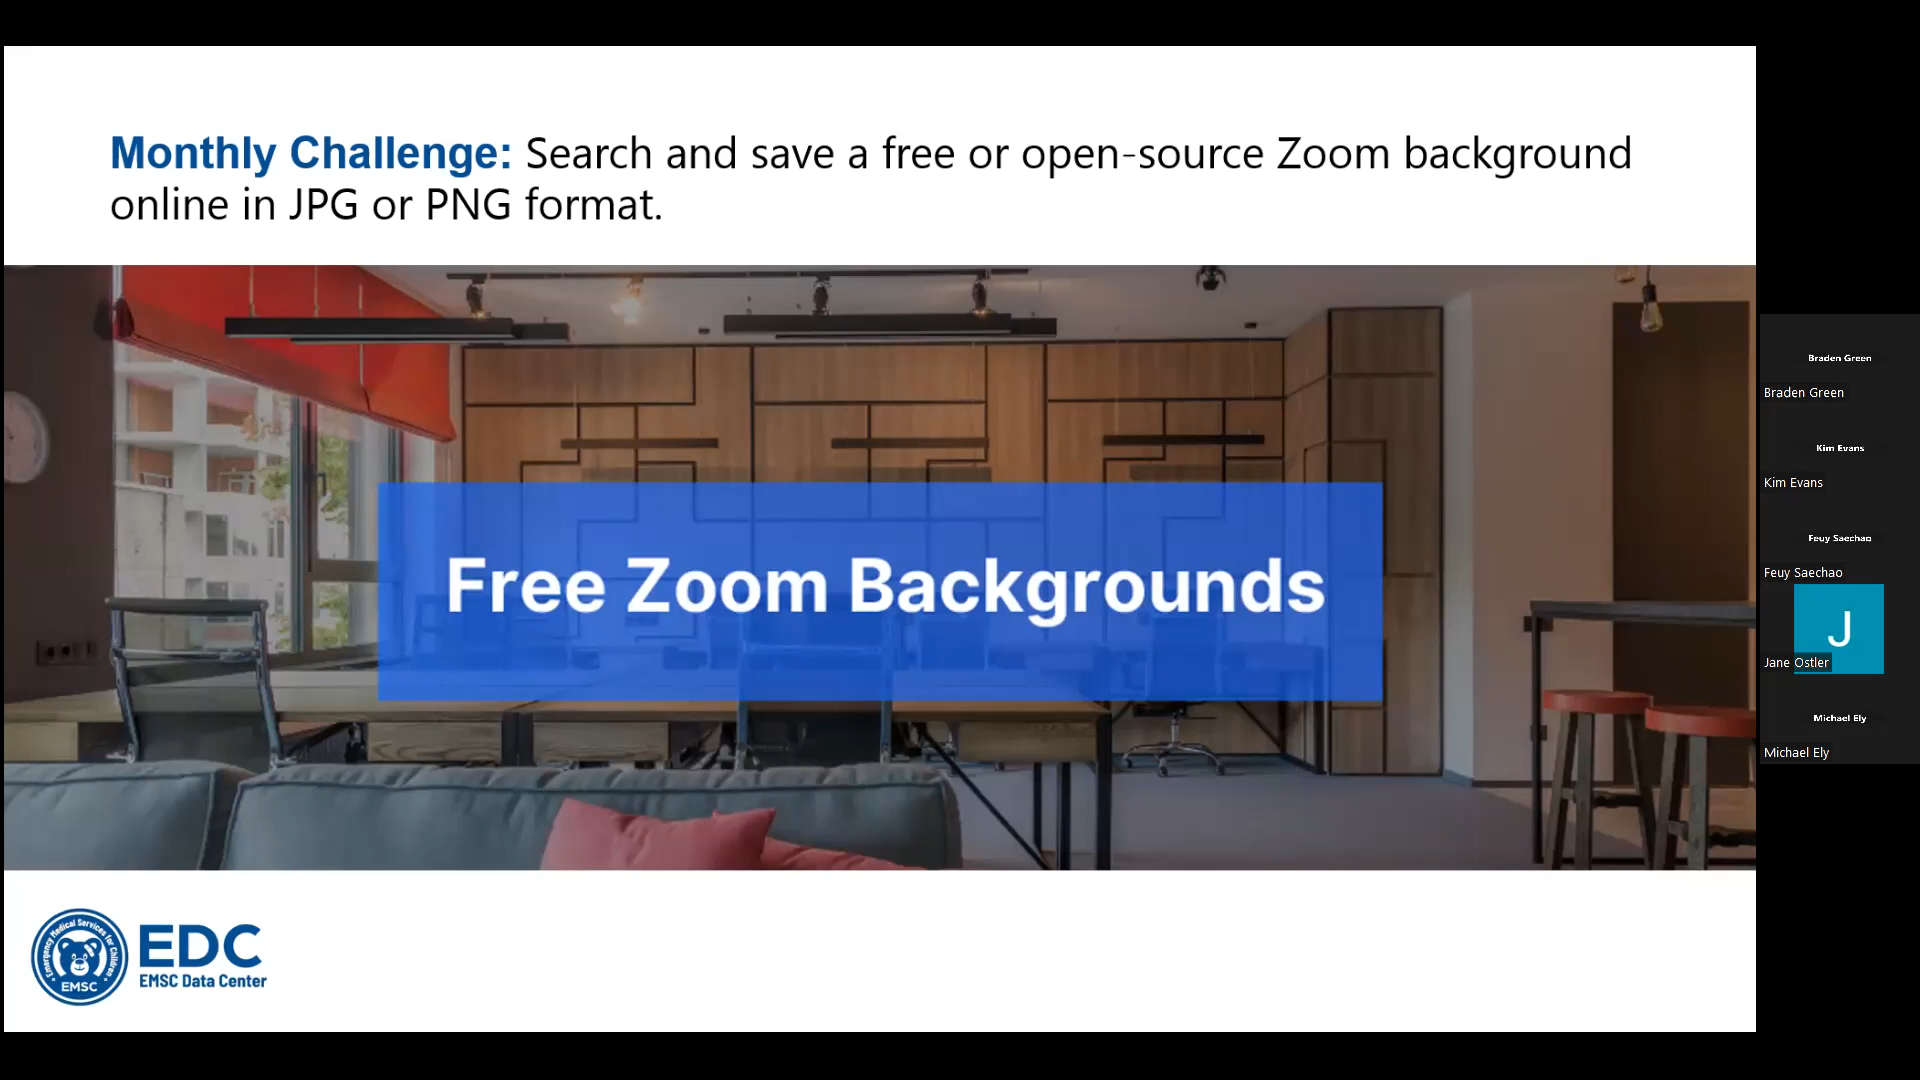 Monthly Challenge: Search and save a free or open-source Zoom background
online in JPG or PNG format.
Free Zoom Backgrounds
Emergency Medical Services for Children
EMSC
EDC
EMSC Data Center
Braden Green
Braden Green
Kim Evans
Kim Evans
Feuy Saechao
Feuy Saechao
J
Jane Ostler
Michael Ely
Michael Ely